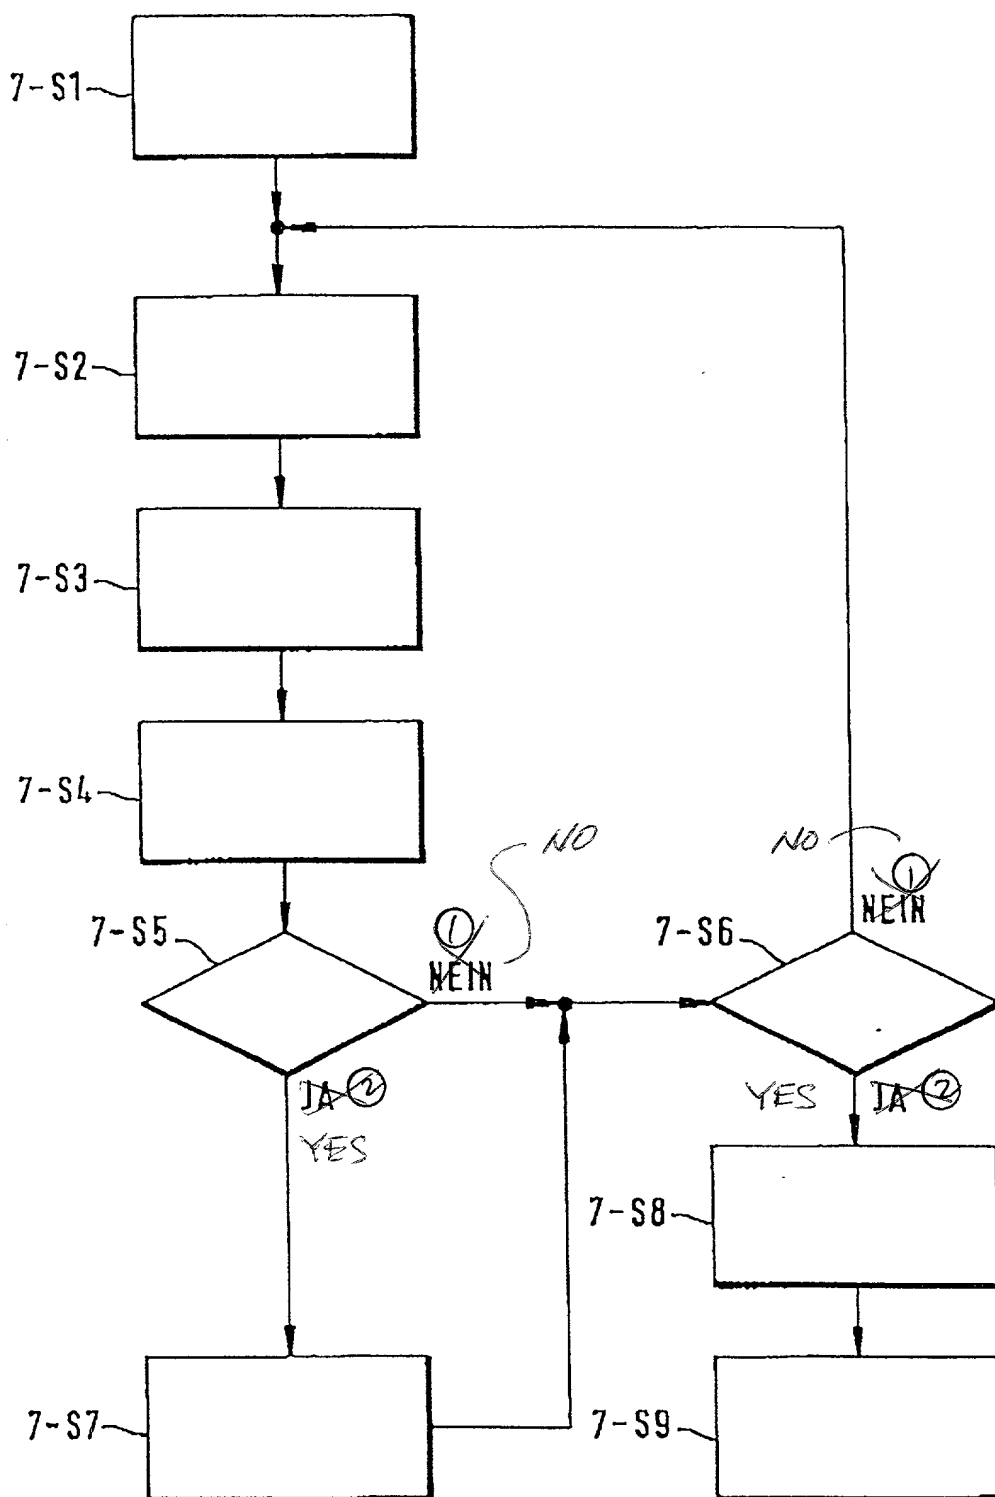 7-S1
7-S2
7-S3
7-S4
NO
NO
①
NEIN
7-S5
①
NEIN
7-S6
JA ②
YES
YES
JA ②
7-S8
7-S7
7-S9